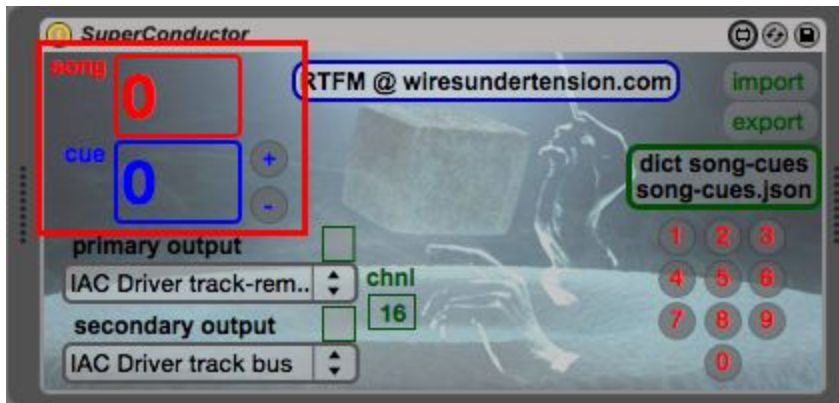 SuperConductor
song
0
RTFM @ wiresundertension.com
import
export
cue
0
+
-
dict song-cues
song-cues.json
primary output
IAC Driver track-rem..
chnl
16
secondary output
IAC Driver track bus
1 2 3
4 5 6
7 8 9
0